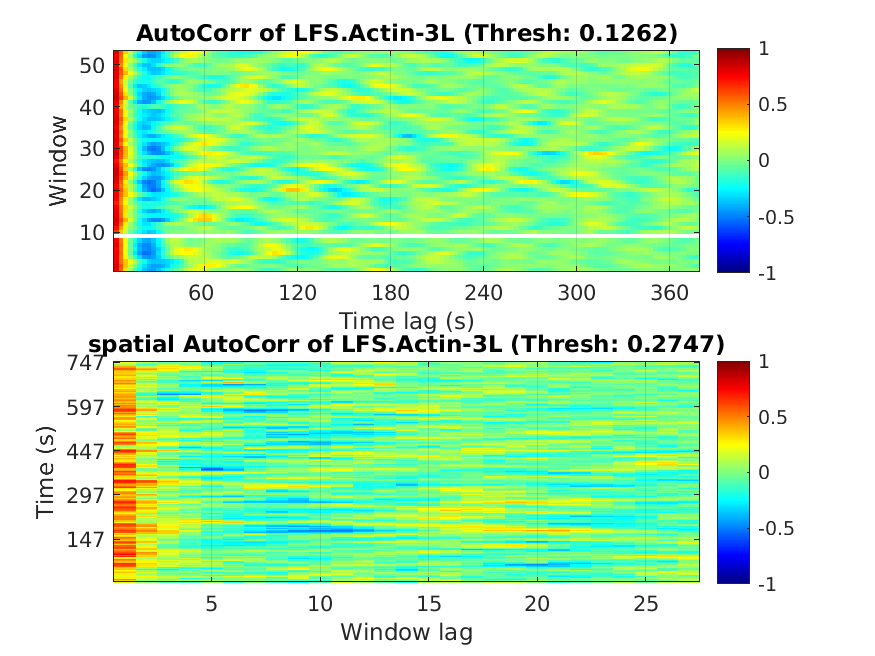 AutoCorr of LFS.Actin-3L (Thresh: 0.1262)
50
40
30
20
10
Window
60 120 180 240 300 360
Time lag (s)
1
0.5
0
-0.5
-1
spatial AutoCorr of LFS.Actin-3L (Thresh: 0.2747)
747
597
447
297
147
Time (s)
5 10 15 20 25
Window lag
1
0.5
0
-0.5
-1